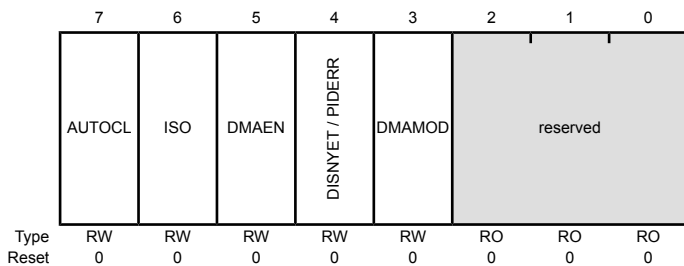 7 6 5 4 3 2 1 0
AUTOCL ISO DMAEN DISNYET / PIDERR DMAMOD reserved
Type RW RW RW RW RW RO RO RO
Reset 0 0 0 0 0 0 0 0